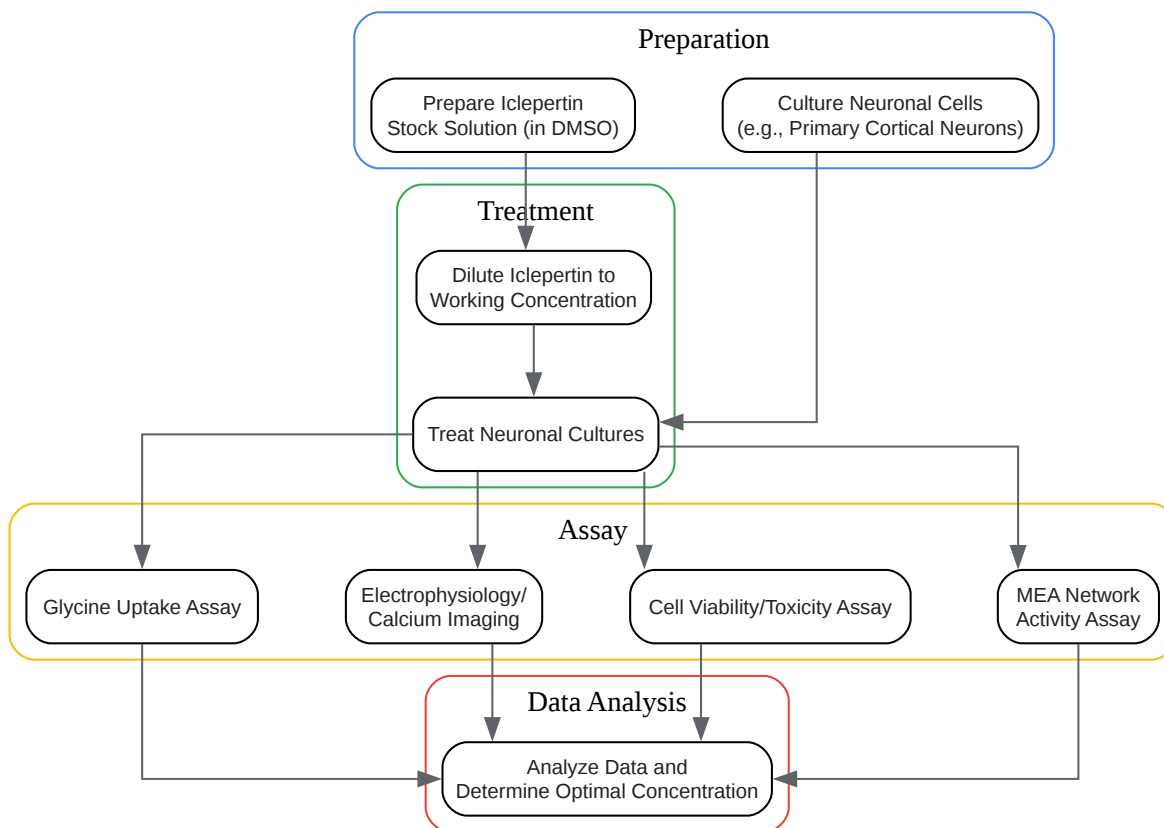 Preparation
Prepare Iclepertin
Stock Solution (in DMSO)
Culture Neuronal Cells
(e.g., Primary Cortical Neurons)
Treatment
Dilute Iclepertin to
Working Concentration
Treat Neuronal Cultures
Assay
Glycine Uptake Assay
Electrophysiology/
Calcium Imaging
Cell Viability/Toxicity Assay
MEA Network
Activity Assay
Data Analysis
Analyze Data and
Determine Optimal Concentration